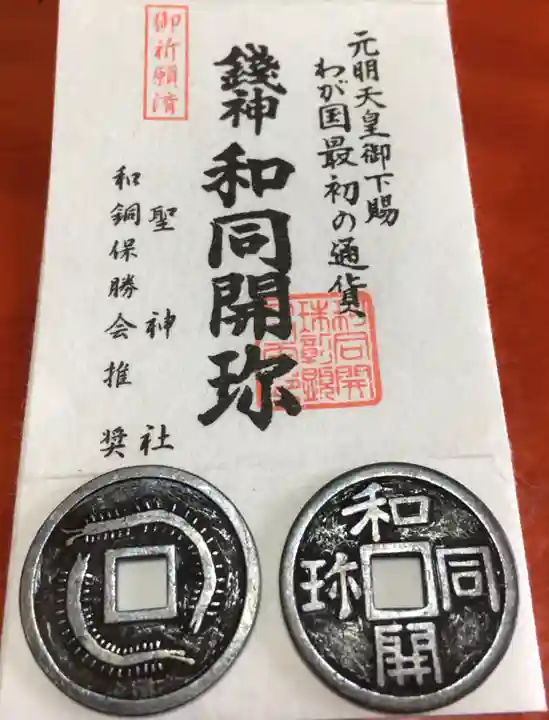 元明天皇御下賜
わが国最初の通貨
銭神 和同開珎
聖神社
和銅保勝会推奨
御祈願済
和同開珎